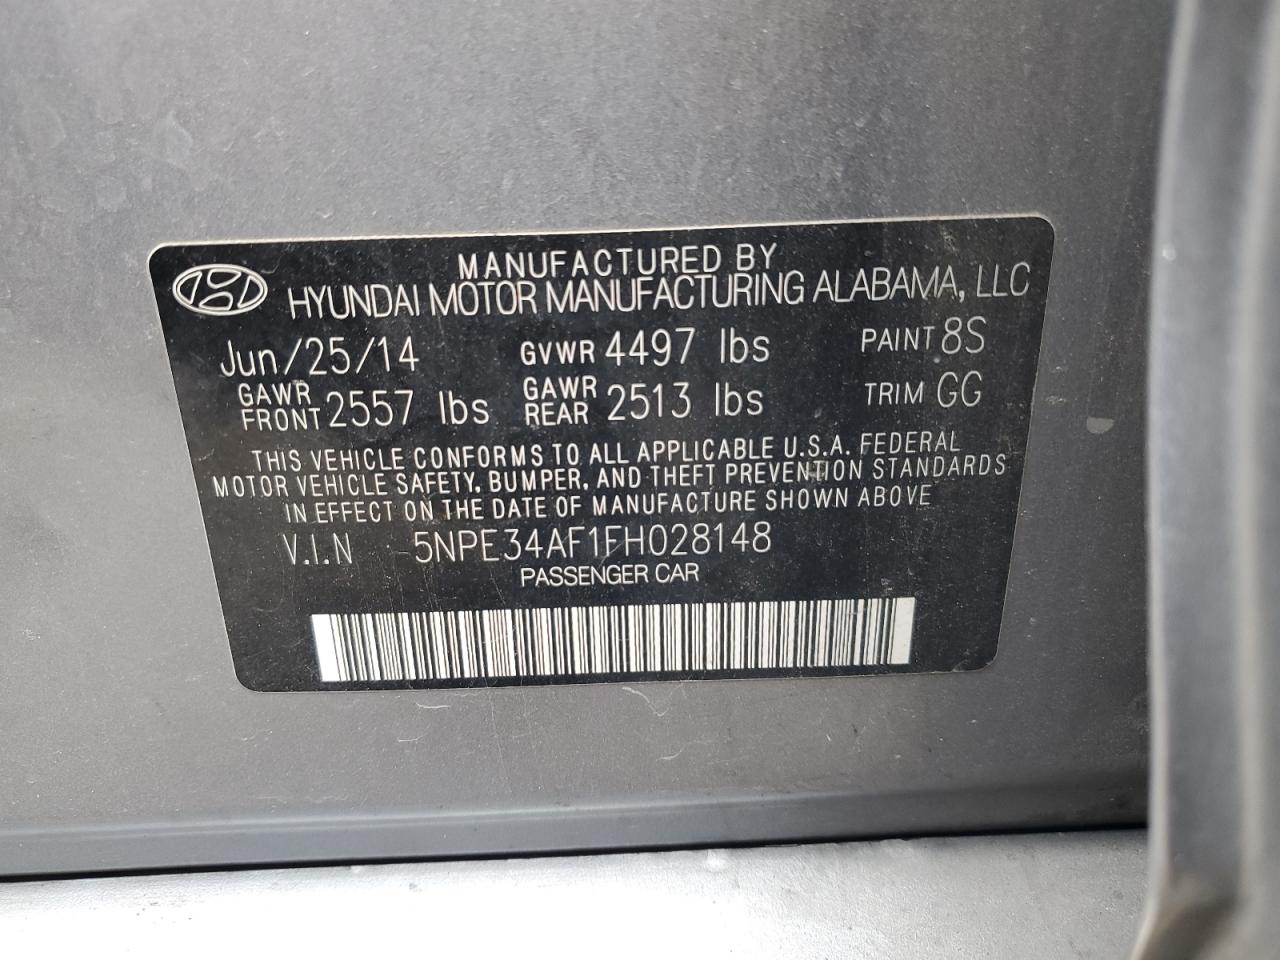 MANUFACTURED BY
HYUNDAI MOTOR MANUFACTURING ALABAMA, LLC
Jun/25/14 GVWR 4497 lbs PAINT 8S
GAWR FRONT 2557 lbs GAWR REAR 2513 lbs TRIM GG
THIS VEHICLE CONFORMS TO ALL APPLICABLE U.S.A. FEDERAL
MOTOR VEHICLE SAFETY, BUMPER, AND THEFT PREVENTION STANDARDS
IN EFFECT ON THE DATE OF MANUFACTURE SHOWN ABOVE
V.I.N 5NPE34AF1FH028148
PASSENGER CAR